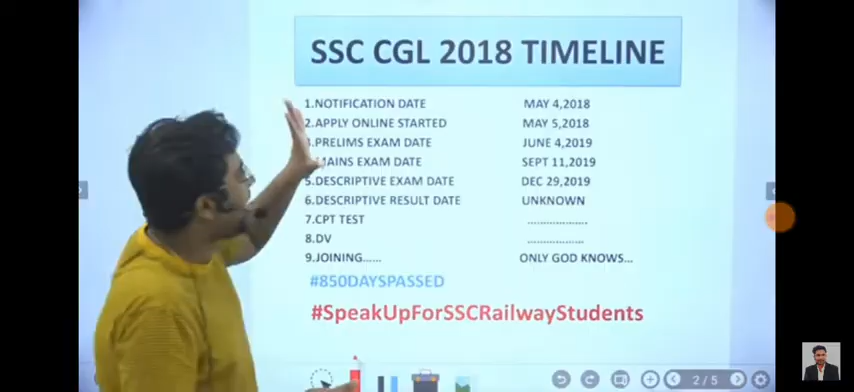 SSC CGL 2018 TIMELINE
1.NOTIFICATION DATE MAY 4,2018
2.APPLY ONLINE STARTED MAY 5,2018
3.PRELIMS EXAM DATE JUNE 4,2019
MAINS EXAM DATE SEPT 11,2019
5.DESCRIPTIVE EXAM DATE DEC 29,2019
6.DESCRIPTIVE RESULT DATE UNKNOWN
7.CPT TEST ...................
8.DV ..................
9.JOINING...... ONLY GOD KNOWS...
#850DAYSPASSED
#SpeakUpForSSCRailwayStudents
2 / 5